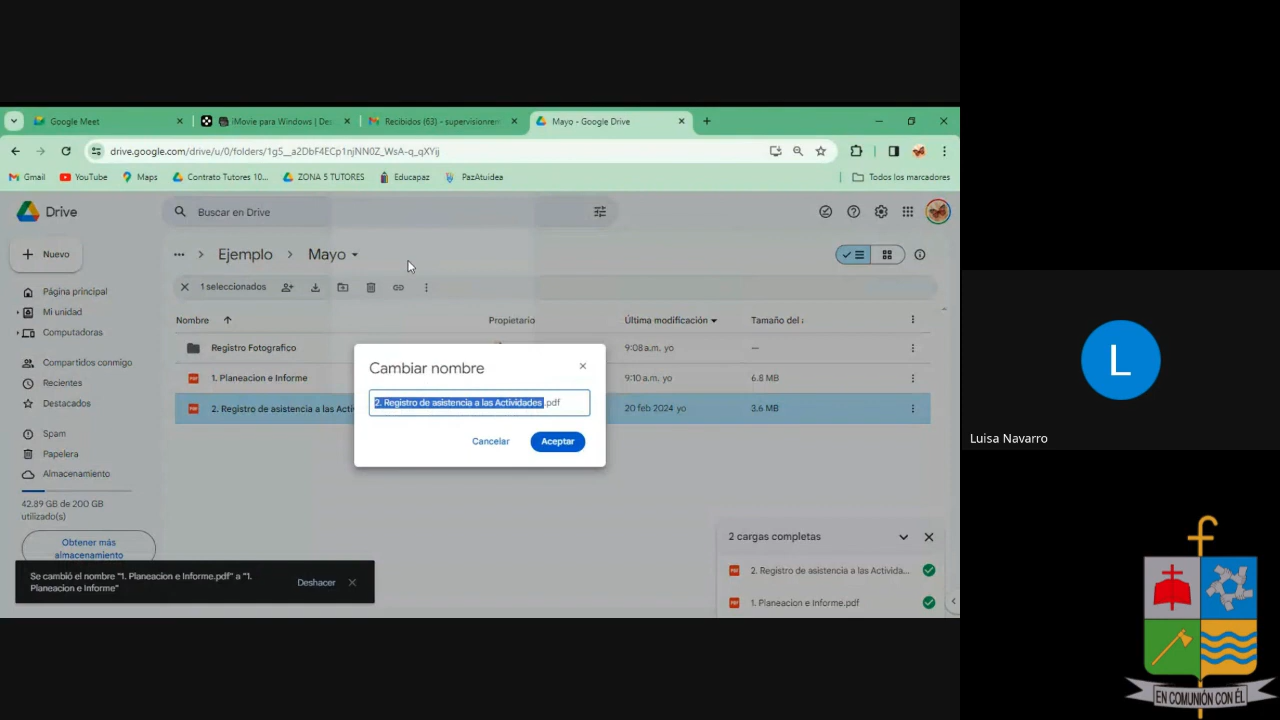 Google Meet
iMovie para Windows | Des
Recibidos (63) - supervisionrem
Mayo - Google Drive
drive.google.com/drive/u/0/folders/1g5__a2DbF4ECp1njNN0Z_WsA-q_qXYij
Gmail
YouTube
Maps
Contrato Tutores 10...
ZONA 5 TUTORES
Educapaz
PazAtuidea
Todos los marcadores
Drive
Buscar en Drive
Nuevo
... > Ejemplo > Mayo
1 seleccionados
Página principal
Mi unidad
Computadoras
Compartidos conmigo
Recientes
Destacados
Spam
Papelera
Almacenamiento
42.89 GB de 200 GB
utilizado(s)
Obtener más
almacenamiento
Nombre
Propietario
Última modificación
Tamaño del
Registro Fotografico
9:08 a.m. yo
—
1. Planeacion e Informe
9:10 a.m. yo
6.8 MB
2. Registro de asistencia a las Acti
20 feb 2024 yo
3.6 MB
Cambiar nombre
2. Registro de asistencia a las Actividades .pdf
Cancelar
Aceptar
2 cargas completas
2. Registro de asistencia a las Activida...
1. Planeacion e Informe.pdf
Se cambió el nombre "1. Planeacion e Informe.pdf" a "1.
Planeacion e Informe"
Deshacer
L
Luisa Navarro
EN COMUNIÓN CON ÉL